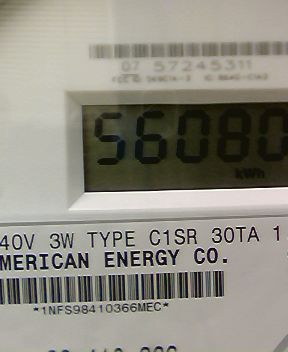 07 57245311
56080
kWh
40V 3W TYPE C1SR 30TA 1
MERICAN ENERGY CO.
*1NFS98410366MEC*